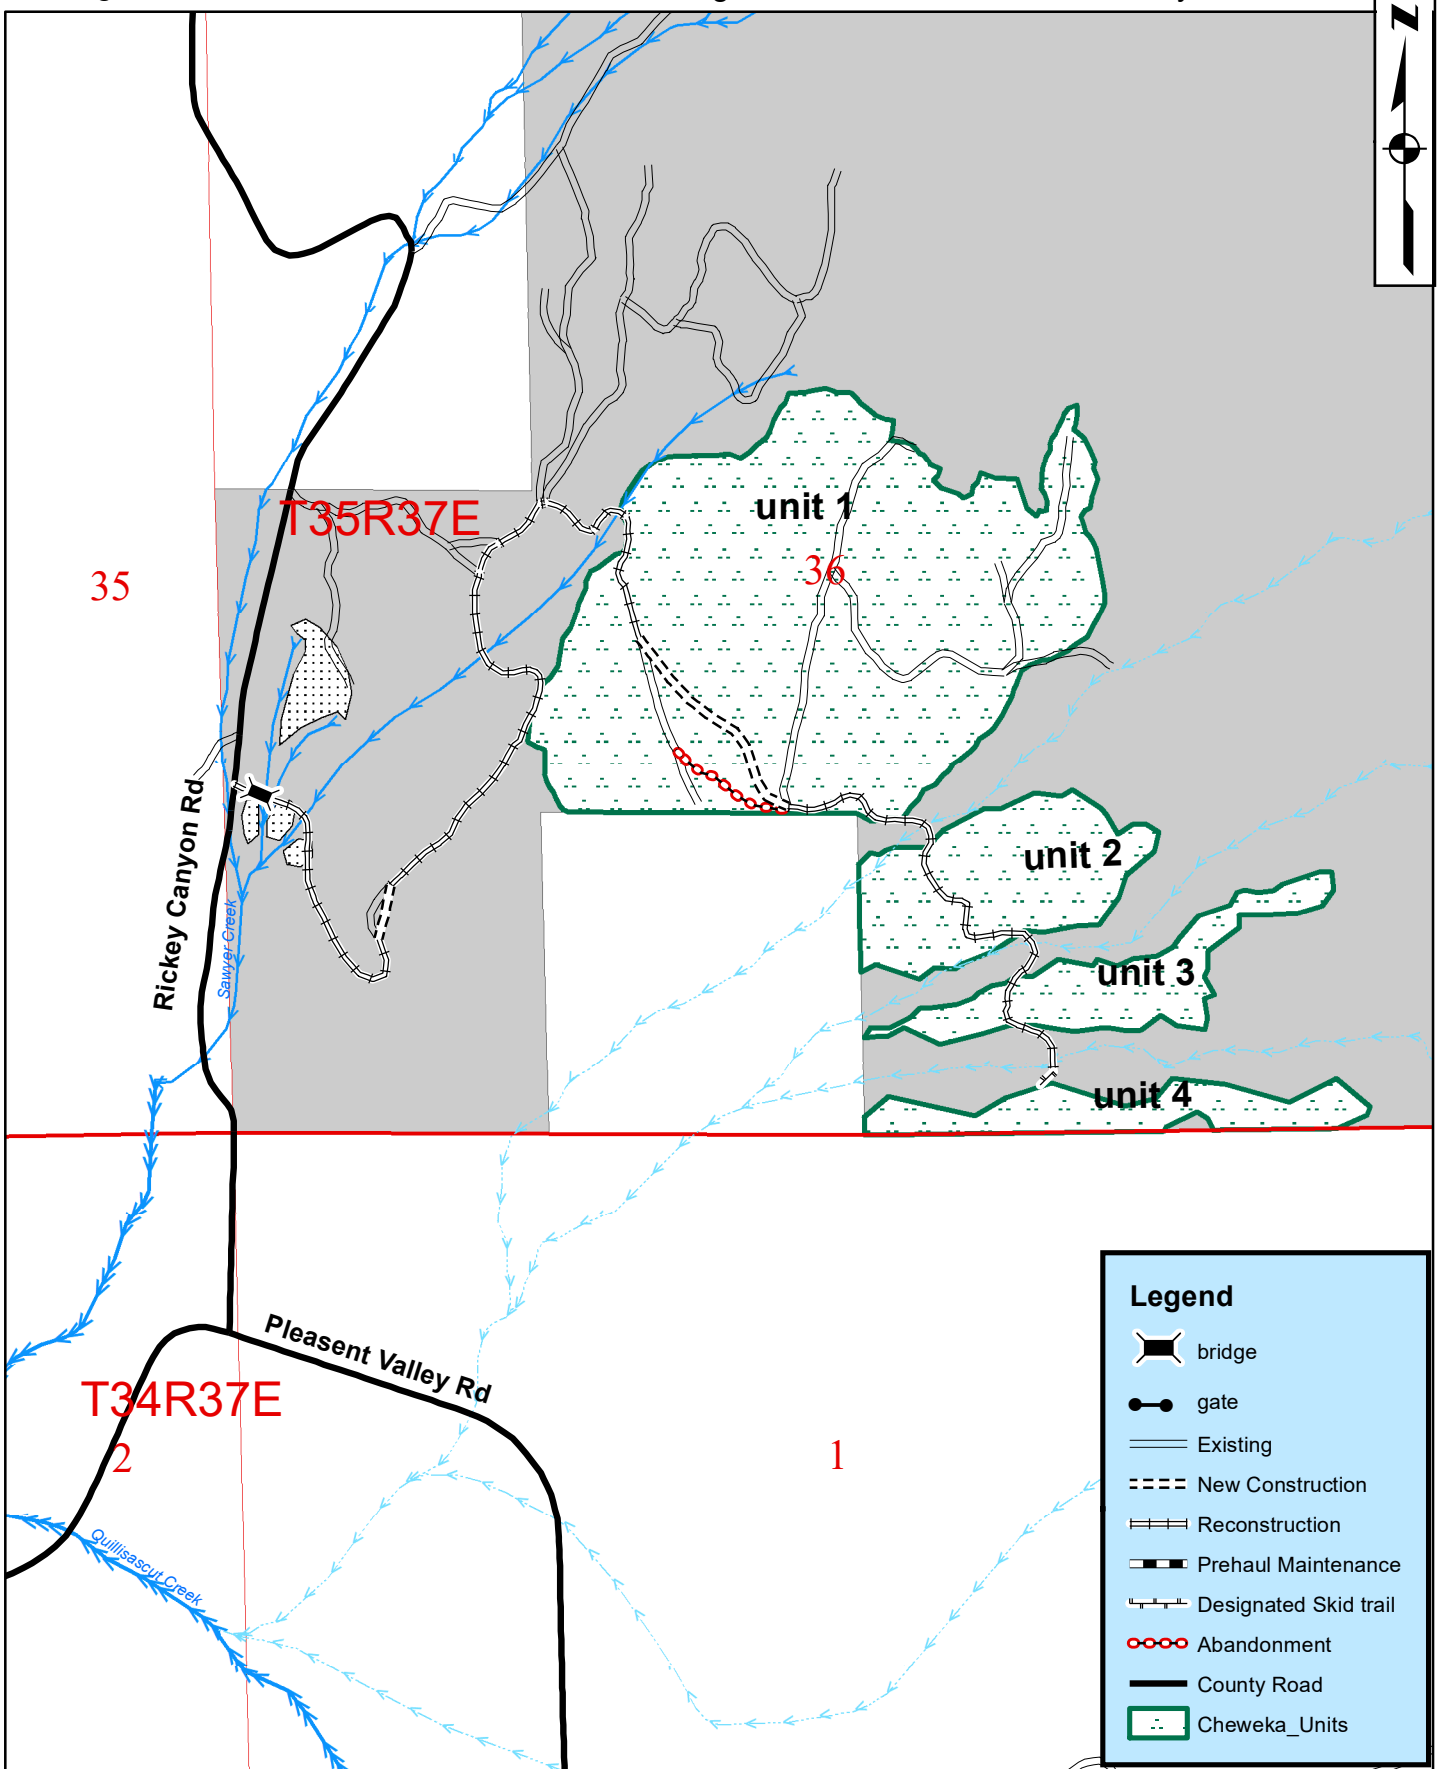 N
unit 1
T35R37E
36
35
Rickey Canyon Rd
Sawyer Creek
unit 2
unit 3
unit 4
Pleasent Valley Rd
T34R37E
2
1
Quillisascut Creek
Legend
bridge
gate
Existing
New Construction
Reconstruction
Prehaul Maintenance
Designated Skid trail
Abandonment
County Road
Cheweka_Units